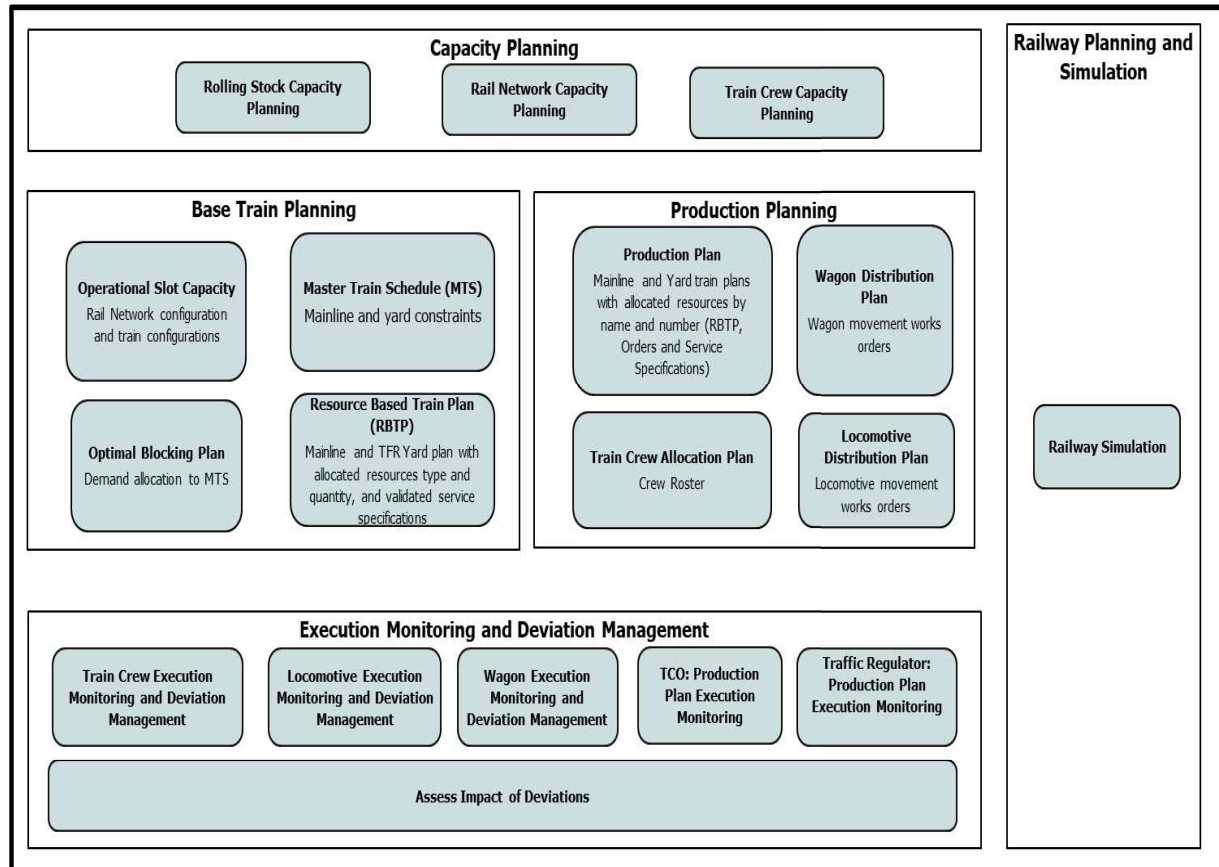 Capacity Planning
Rolling Stock Capacity
Planning
Rail Network Capacity
Planning
Train Crew Capacity
Planning
Railway Planning and
Simulation
Railway Simulation
Base Train Planning
Operational Slot Capacity
Rail Network configuration
and train configurations
Master Train Schedule (MTS)
Mainline and yard constraints
Optimal Blocking Plan
Demand allocation to MTS
Resource Based Train Plan
(RBTP)
Mainline and TFR Yard plan with
allocated resources type and
quantity, and validated service
specifications
Production Planning
Production Plan
Mainline and Yard train plans
with allocated resources by
name and number (RBTP,
Orders and Service
Specifications)
Wagon Distribution
Plan
Wagon movement works
orders
Train Crew Allocation Plan
Crew Roster
Locomotive
Distribution Plan
Locomotive movement
works orders
Execution Monitoring and Deviation Management
Train Crew Execution
Monitoring and Deviation
Management
Locomotive Execution
Monitoring and Deviation
Management
Wagon Execution
Monitoring and
Deviation Management
TCO: Production
Plan Execution
Monitoring
Traffic Regulator:
Production Plan
Execution Monitoring
Assess Impact of Deviations